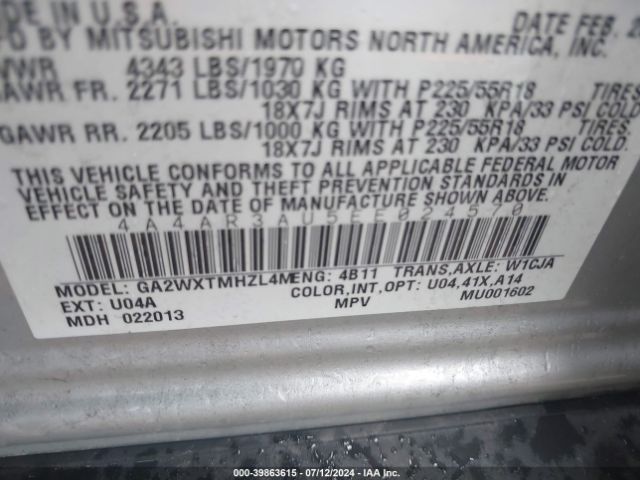 DE IN U.S.A. DATE FEB. 2
D BY MITSUBISHI MOTORS NORTH AMERICA, INC.
VWR 4343 LBS/1970 KG
GAWR FR. 2271 LBS/1030 KG WITH P225/55R18 TIRES,
18X7J RIMS AT 230 KPA/33 PSI COLD.
GAWR RR. 2205 LBS/1000 KG WITH P225/55R18 TIRES,
18X7J RIMS AT 230 KPA/33 PSI COLD.
THIS VEHICLE CONFORMS TO ALL APPLICABLE FEDERAL MOTOR
VEHICLE SAFETY AND THEFT PREVENTION STANDARDS IN
EFFECT ON THE DATE OF MANUFACTURE SHOWN ABOVE.
4A4AR3AU5EE024570
MODEL: GA2WXTMHZL4M ENG: 4B11 TRANS,AXLE: W1CJA
EXT: U04A COLOR,INT,OPT: U04,41X,A14
MDH 022013 MPV MU001602
000-39863615 - 07/12/2024 - IAA Inc.